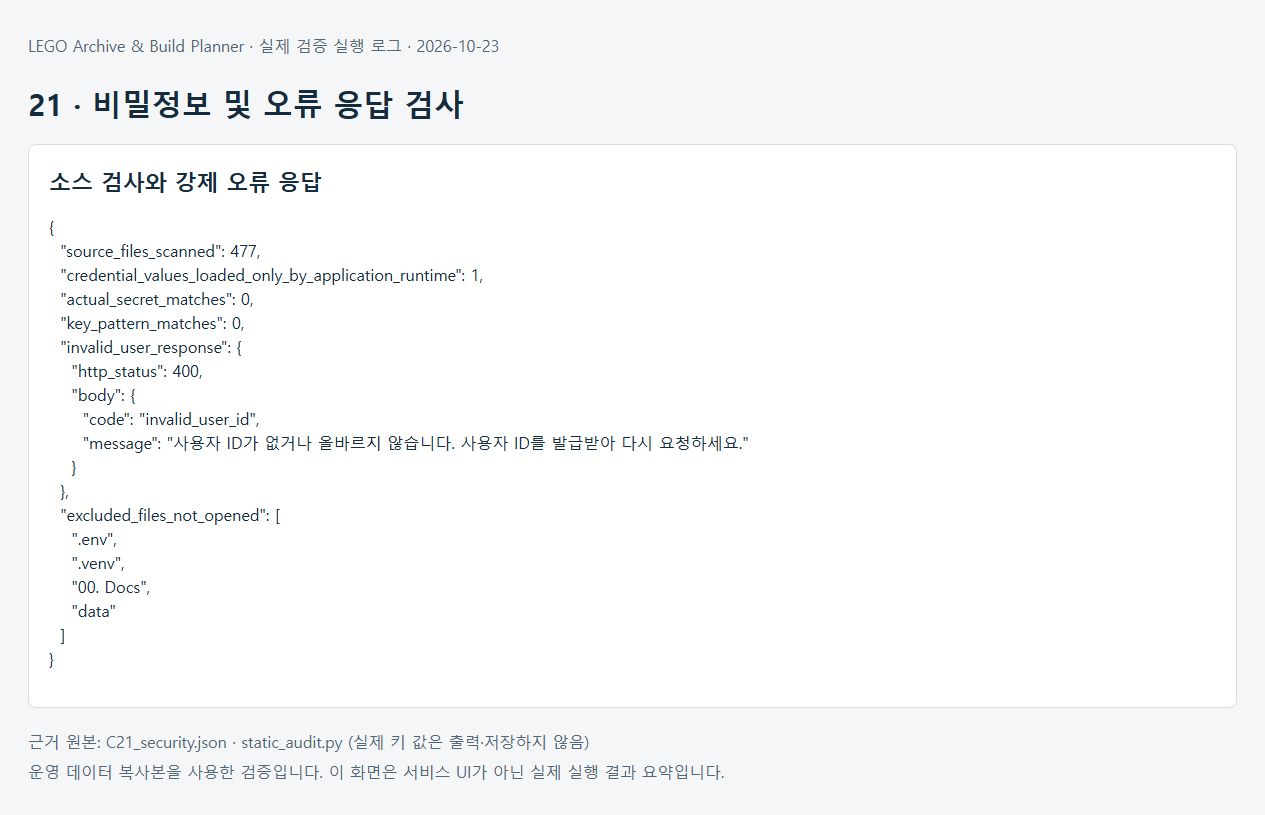 LEGO Archive & Build Planner · 실제 검증 실행 로그 · 2026-10-23
21 · 비밀정보 및 오류 응답 검사
소스 검사와 강제 오류 응답
{
"source_files_scanned": 477,
"credential_values_loaded_only_by_application_runtime": 1,
"actual_secret_matches": 0,
"key_pattern_matches": 0,
"invalid_user_response": {
"http_status": 400,
"body": {
"code": "invalid_user_id",
"message": "사용자 ID가 없거나 올바르지 않습니다. 사용자 ID를 발급받아 다시 요청하세요."
}
},
"excluded_files_not_opened": [
".env",
".venv",
"00. Docs",
"data"
]
}
근거 원본: C21_security.json · static_audit.py (실제 키 값은 출력·저장하지 않음)
운영 데이터 복사본을 사용한 검증입니다. 이 화면은 서비스 UI가 아닌 실제 실행 결과 요약입니다.